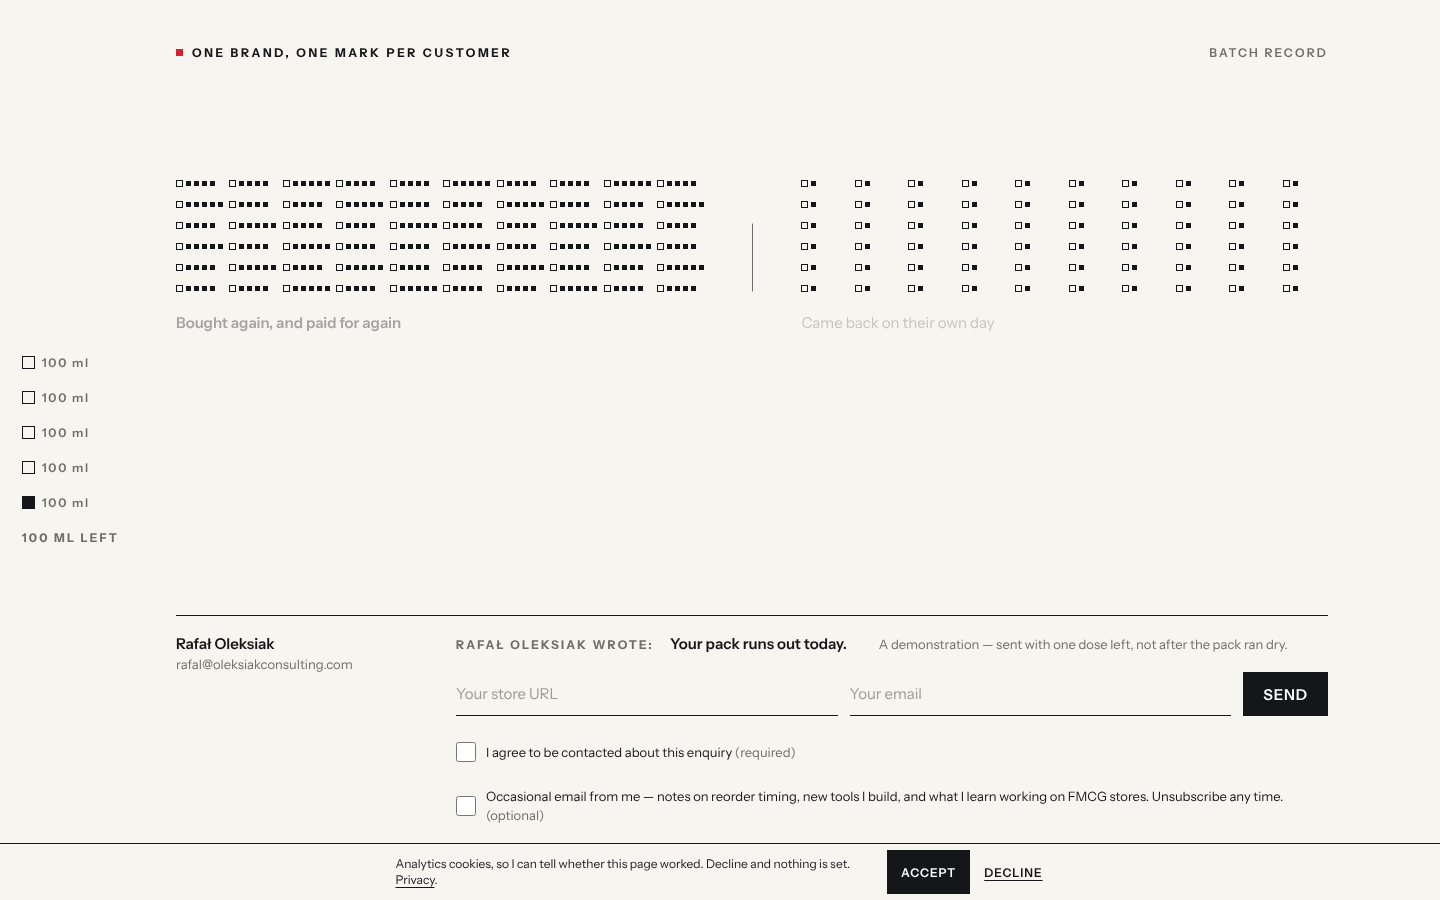 ONE BRAND, ONE MARK PER CUSTOMER
BATCH RECORD
Bought again, and paid for again
Came back on their own day
100 ml
100 ml
100 ml
100 ml
100 ml
100 ML LEFT
Rafał Oleksiak
rafal@oleksiakconsulting.com
RAFAŁ OLEKSIAK WROTE: Your pack runs out today. A demonstration — sent with one dose left, not after the pack ran dry.
Your store URL
Your email
SEND
I agree to be contacted about this enquiry (required)
Occasional email from me — notes on reorder timing, new tools I build, and what I learn working on FMCG stores. Unsubscribe any time.
(optional)
Analytics cookies, so I can tell whether this page worked. Decline and nothing is set.
Privacy.
ACCEPT
DECLINE